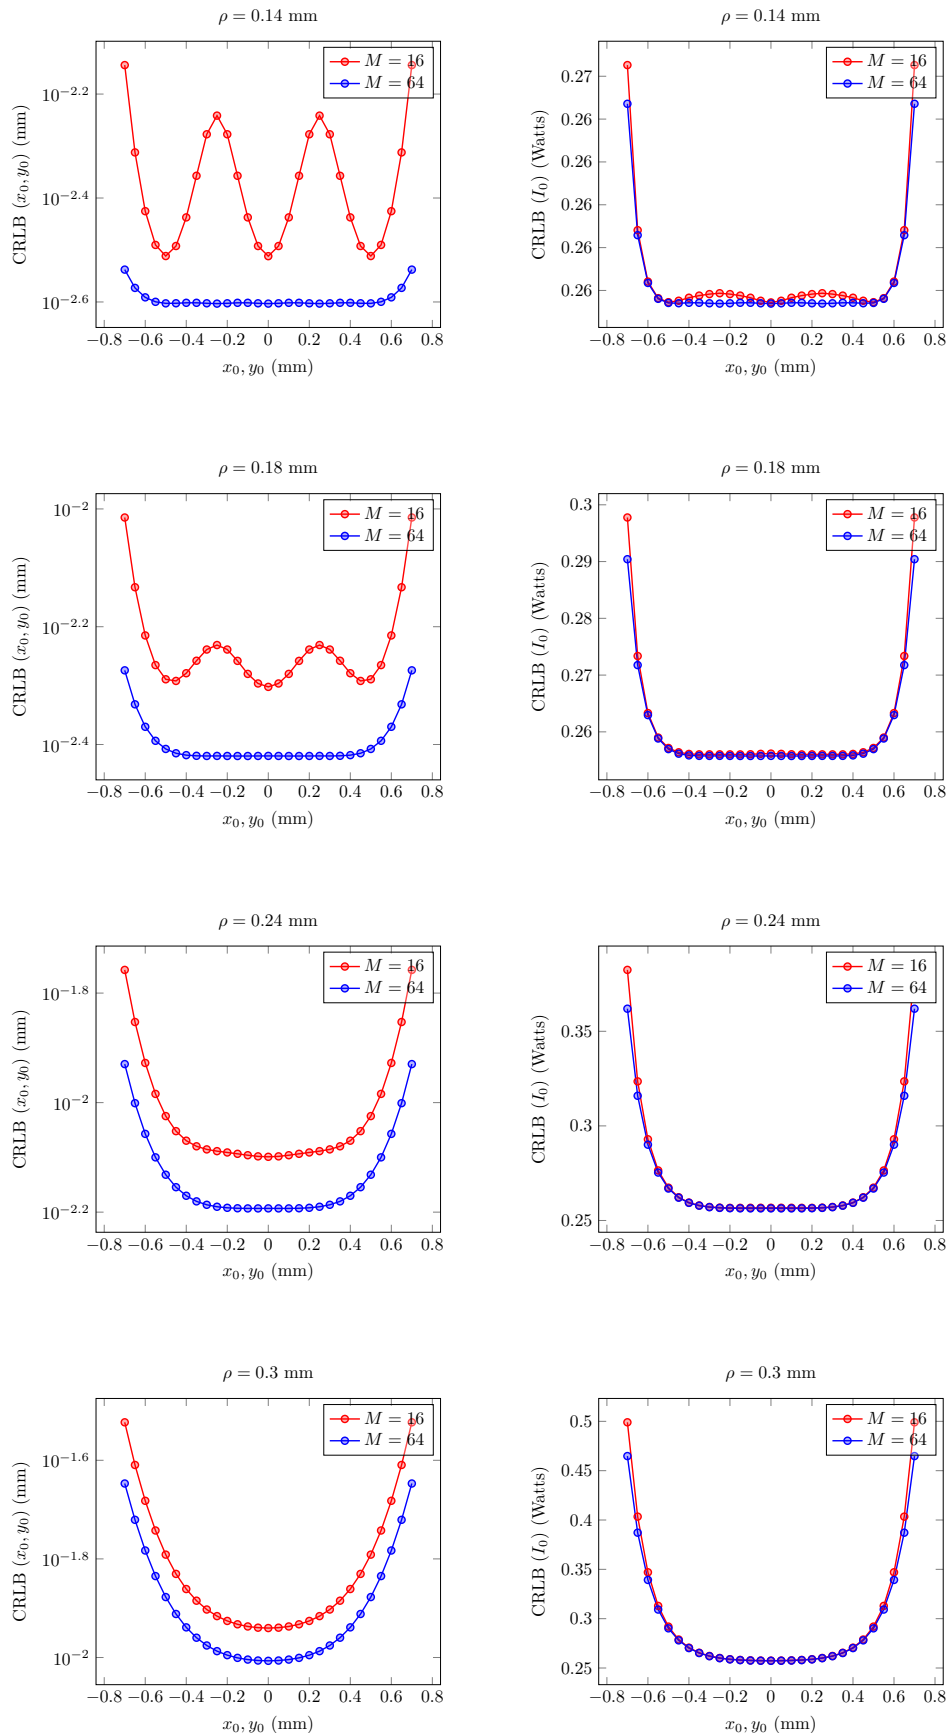 ρ = 0.14 mm
CRLB (x₀, y₀) (mm)
10^−2.2
10^−2.4
10^−2.6
M = 16
M = 64
−0.8 −0.6 −0.4 −0.2 0 0.2 0.4 0.6 0.8
x₀, y₀ (mm)
ρ = 0.14 mm
CRLB (I₀) (Watts)
0.27
0.26
0.26
0.26
0.26
0.26
M = 16
M = 64
−0.8 −0.6 −0.4 −0.2 0 0.2 0.4 0.6 0.8
x₀, y₀ (mm)
ρ = 0.18 mm
CRLB (x₀, y₀) (mm)
10^−2
10^−2.2
10^−2.4
M = 16
M = 64
−0.8 −0.6 −0.4 −0.2 0 0.2 0.4 0.6 0.8
x₀, y₀ (mm)
ρ = 0.18 mm
CRLB (I₀) (Watts)
0.3
0.29
0.28
0.27
0.26
M = 16
M = 64
−0.8 −0.6 −0.4 −0.2 0 0.2 0.4 0.6 0.8
x₀, y₀ (mm)
ρ = 0.24 mm
CRLB (x₀, y₀) (mm)
10^−1.8
10^−2
10^−2.2
M = 16
M = 64
−0.8 −0.6 −0.4 −0.2 0 0.2 0.4 0.6 0.8
x₀, y₀ (mm)
ρ = 0.24 mm
CRLB (I₀) (Watts)
0.35
0.3
0.25
M = 16
M = 64
−0.8 −0.6 −0.4 −0.2 0 0.2 0.4 0.6 0.8
x₀, y₀ (mm)
ρ = 0.3 mm
CRLB (x₀, y₀) (mm)
10^−1.6
10^−1.8
10^−2
M = 16
M = 64
−0.8 −0.6 −0.4 −0.2 0 0.2 0.4 0.6 0.8
x₀, y₀ (mm)
ρ = 0.3 mm
CRLB (I₀) (Watts)
0.5
0.45
0.4
0.35
0.3
0.25
M = 16
M = 64
−0.8 −0.6 −0.4 −0.2 0 0.2 0.4 0.6 0.8
x₀, y₀ (mm)